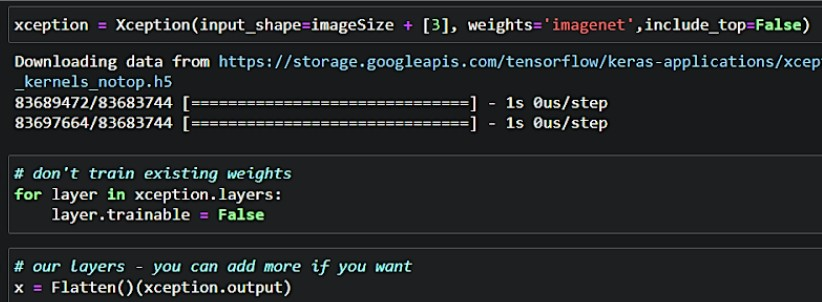 xception = Xception(input_shape=imageSize + [3], weights='imagenet',include_top=False)
Downloading data from https://storage.googleapis.com/tensorflow/keras-applications/xcep
_kernels_notop.h5
83689472/83683744 [==============================] - 1s 0us/step
83697664/83683744 [==============================] - 1s 0us/step
# don't train existing weights
for layer in xception.layers:
    layer.trainable = False
# our layers - you can add more if you want
x = Flatten()(xception.output)